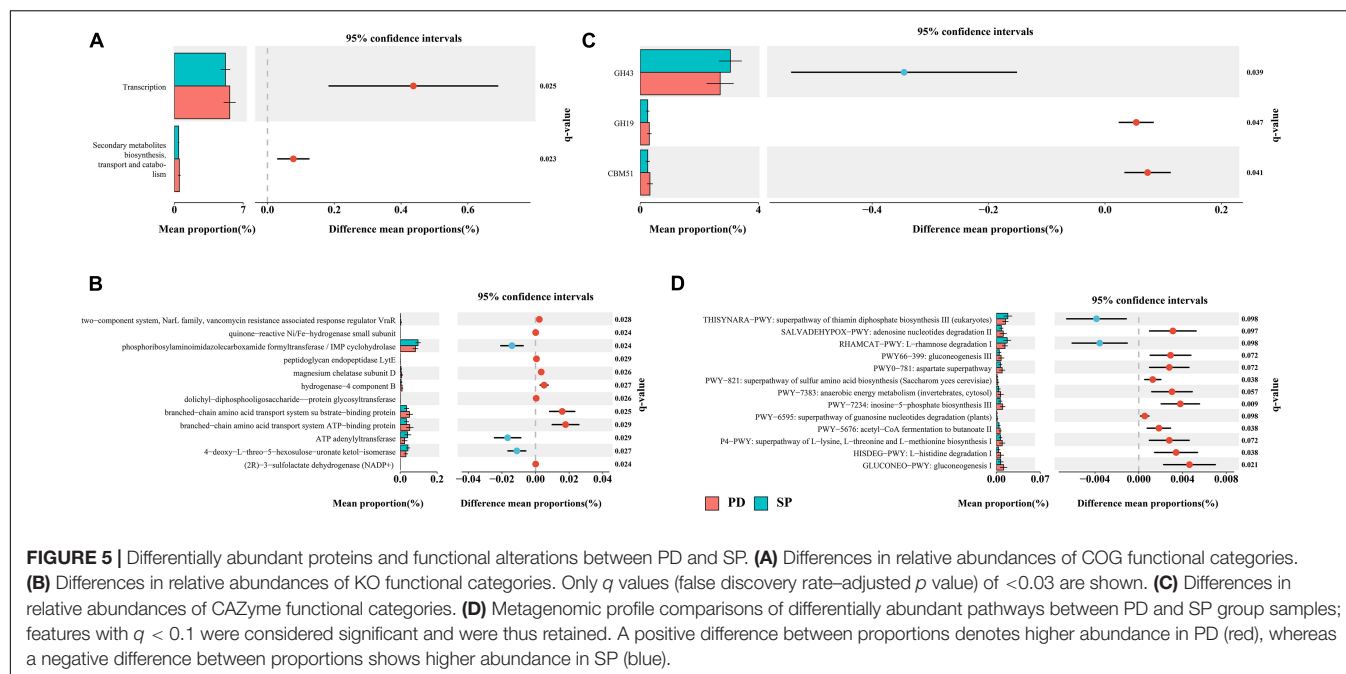 A
95% confidence intervals
Transcription
0.025
Secondary metabolites
biosynthesis,
transport and catabo-
lism
0.023
q-value
0
7
0.0
0.2
0.4
0.6
Mean proportion(%)
Difference mean proportions(%)
C
95% confidence intervals
GH43
0.039
GH19
0.047
CBM51
0.041
q-value
0
4
−0.4
−0.2
0.0
0.2
Mean proportion(%)
Difference mean proportions(%)
B
95% confidence intervals
two−component system, NarL family, vancomycin resistance associated response regulator VraR
0.028
quinone−reactive Ni/Fe−hydrogenase small subunit
0.024
phosphoribosylaminoimidazolecarboxamide formyltransferase / IMP cyclohydrolase
0.024
peptidoglycan endopeptidase LytE
0.029
magnesium chelatase subunit D
0.026
hydrogenase−4 component B
0.027
dolichyl−diphosphooligosaccharide−−protein glycosyltransferase
0.026
branched−chain amino acid transport system su bstrate−binding protein
0.025
branched−chain amino acid transport system ATP−binding protein
0.029
ATP adenylyltransferase
0.029
4−deoxy−L−threo−5−hexosulose−uronate ketol−isomerase
0.027
(2R)−3−sulfolactate dehydrogenase (NADP+)
0.024
q-value
0.0
0.2
−0.04
−0.02
0.00
0.02
0.04
Mean proportion(%)
Difference mean proportions(%)
D
95% confidence intervals
THISYNARA−PWY: superpathway of thiamin diphosphate biosynthesis III (eukaryotes)
0.098
SALVADEHYPOX−PWY: adenosine nucleotides degradation II
0.097
RHAMCAT−PWY: L−rhamnose degradation I
0.098
PWY66−399: gluconeogenesis III
0.072
PWY0−781: aspartate superpathway
0.072
PWY−821: superpathway of sulfur amino acid biosynthesis (Saccharom yces cerevisiae)
0.038
PWY−7383: anaerobic energy metabolism (invertebrates, cytosol)
0.057
PWY−7234: inosine−5−phosphate biosynthesis III
0.009
PWY−6595: superpathway of guanosine nucleotides degradation (plants)
0.098
PWY−5676: acetyl−CoA fermentation to butanoate II
0.038
P4−PWY: superpathway of L−lysine, L−threonine and L−methionine biosynthesis I
0.072
HISDEG−PWY: L−histidine degradation I
0.038
GLUCONEO−PWY: gluconeogenesis I
0.021
q-value
0.00
0.07
−0.004
0.000
0.004
0.008
Mean proportion(%)
Difference mean proportions(%)
PD
SP
FIGURE 5 | Differentially abundant proteins and functional alterations between PD and SP. (A) Differences in relative abundances of COG functional categories.
(B) Differences in relative abundances of KO functional categories. Only q values (false discovery rate–adjusted p value) of <0.03 are shown. (C) Differences in
relative abundances of CAZyme functional categories. (D) Metagenomic profile comparisons of differentially abundant pathways between PD and SP group samples;
features with q < 0.1 were considered significant and were thus retained. A positive difference between proportions denotes higher abundance in PD (red), whereas
a negative difference between proportions shows higher abundance in SP (blue).